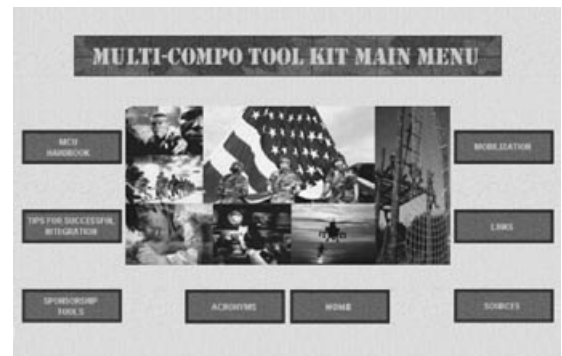 MULTI-COMPO TOOL KIT MAIN MENU
MCU
HANDBOOK
MOBILIZATION
TIPS FOR SUCCESSFUL
INTEGRATION
LINKS
SPONSORSHIP
TOOLS
ACRONYMS
HOME
SOURCES